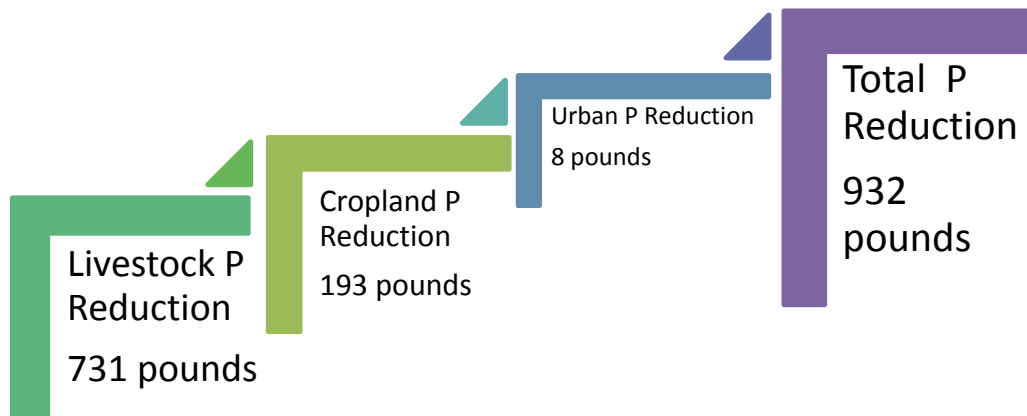 Livestock P
Reduction
731 pounds
Cropland P
Reduction
193 pounds
Urban P Reduction
8 pounds
Total P
Reduction
932
pounds